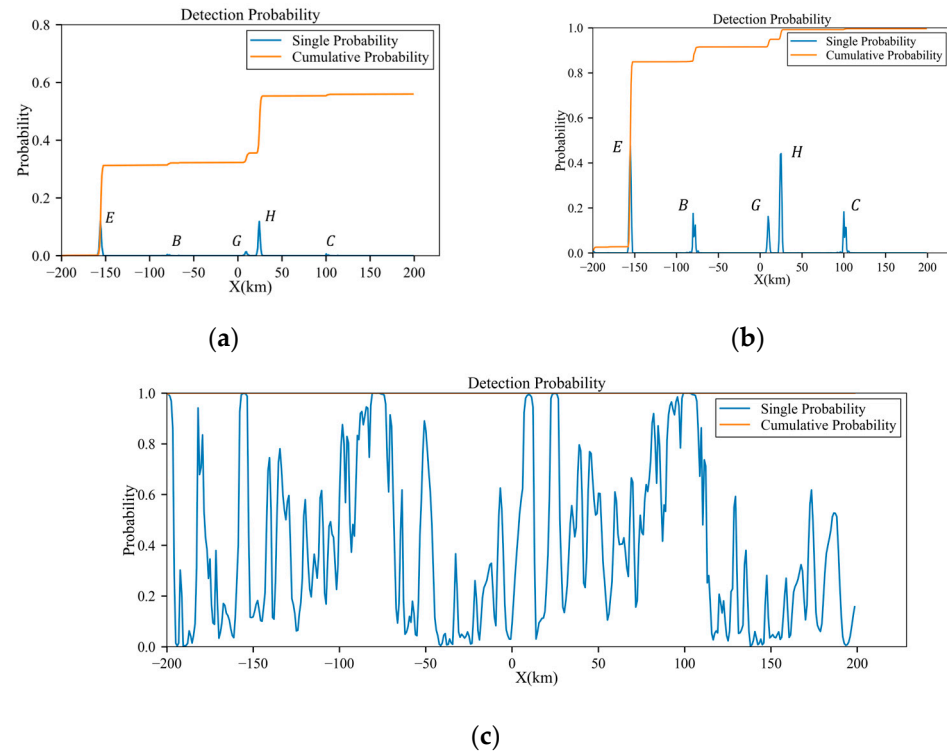 Detection Probability
0.8
0.6
0.4
0.2
0.0
Probability
Single Probability
Cumulative Probability
E
B
G
H
C
−200 −150 −100 −50 0 50 100 150 200
X(km)
(a)
Detection Probability
1.0
0.8
0.6
0.4
0.2
0.0
Probability
Single Probability
Cumulative Probability
E
B
G
H
C
−200 −150 −100 −50 0 50 100 150 200
X(km)
(b)
Detection Probability
1.0
0.8
0.6
0.4
0.2
0.0
Probability
Single Probability
Cumulative Probability
−200 −150 −100 −50 0 50 100 150 200
X(km)
(c)